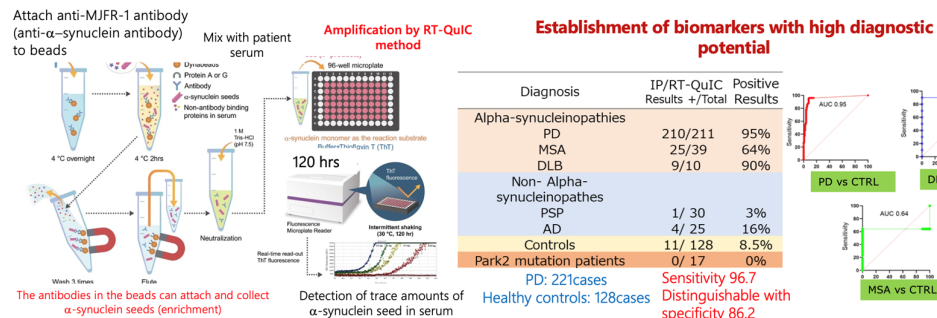 Attach anti-MJFR-1 antibody
(anti-α–synuclein antibody)
to beads
Mix with patient
serum
Amplification by RT-QuIC
method
Establishment of biomarkers with high diagnostic
potential
Dynabeads
Protein A or G
Antibody
α-synuclein seeds
Non-antibody binding
proteins in serum
4 °C overnight
4 °C 2hrs
1 M
Tris-HCl
(pH 7.5)
Wash 3 times
Elute
Neutralization
96-well microplate
α-synuclein monomer as the reaction substrate
Buffer±Thioflavin T (ThT)
120 hrs
ThT
fluorescence
Fluorescence
Microplate Reader
Intermittent shaking
(30 °C, 120 hr)
Real-time read-out
ThT fluorescence
The antibodies in the beads can attach and collect
α-synuclein seeds (enrichment)
Detection of trace amounts of
α-synuclein seed in serum
Diagnosis IP/RT-QuIC Results +/Total Positive Results
Alpha-synucleinopathies
PD 210/211 95%
MSA 25/39 64%
DLB 9/10 90%
Non- Alpha-
synucleinopathes
PSP 1/ 30 3%
AD 4/ 25 16%
Controls 11/ 128 8.5%
Park2 mutation patients 0/ 17 0%
PD: 221cases
Healthy controls: 128cases
Sensitivity 96.7
Distinguishable with
specificity 86.2
Sensitivity
AUC 0.95
PD vs CTRL
Sensitivity
Sensitivity
AUC 0.64
MSA vs CTRL